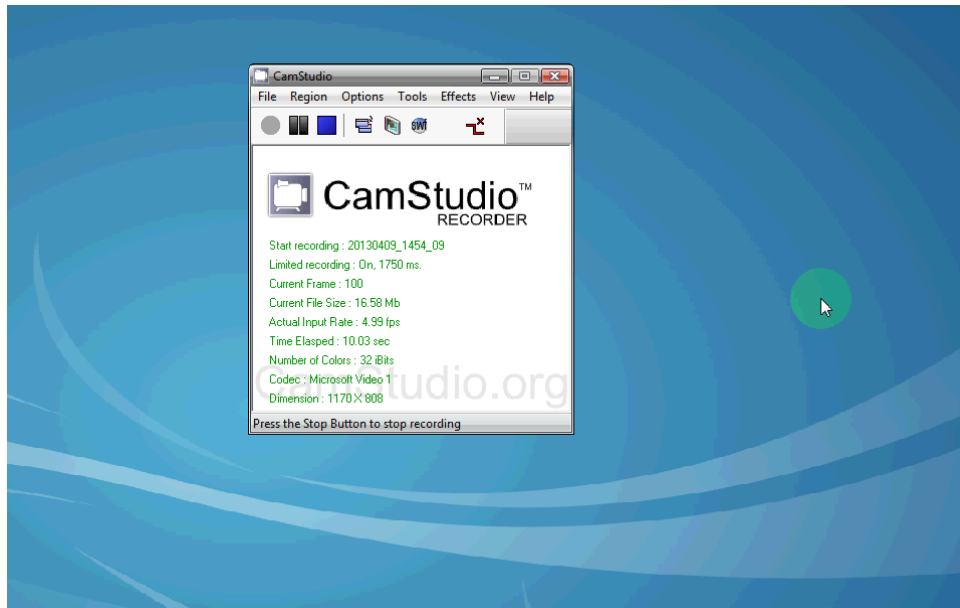 CamStudio
File Region Options Tools Effects View Help
SWf
CamStudio™
RECORDER
Start recording : 20130409_1454_09
Limited recording : On, 1750 ms.
Current Frame : 100
Current File Size : 16.58 Mb
Actual Input Rate : 4.99 fps
Time Elasped : 10.03 sec
Number of Colors : 32 iBits
Codec : Microsoft Video 1
Dimension : 1170 X 808
CamStudio.org
Press the Stop Button to stop recording